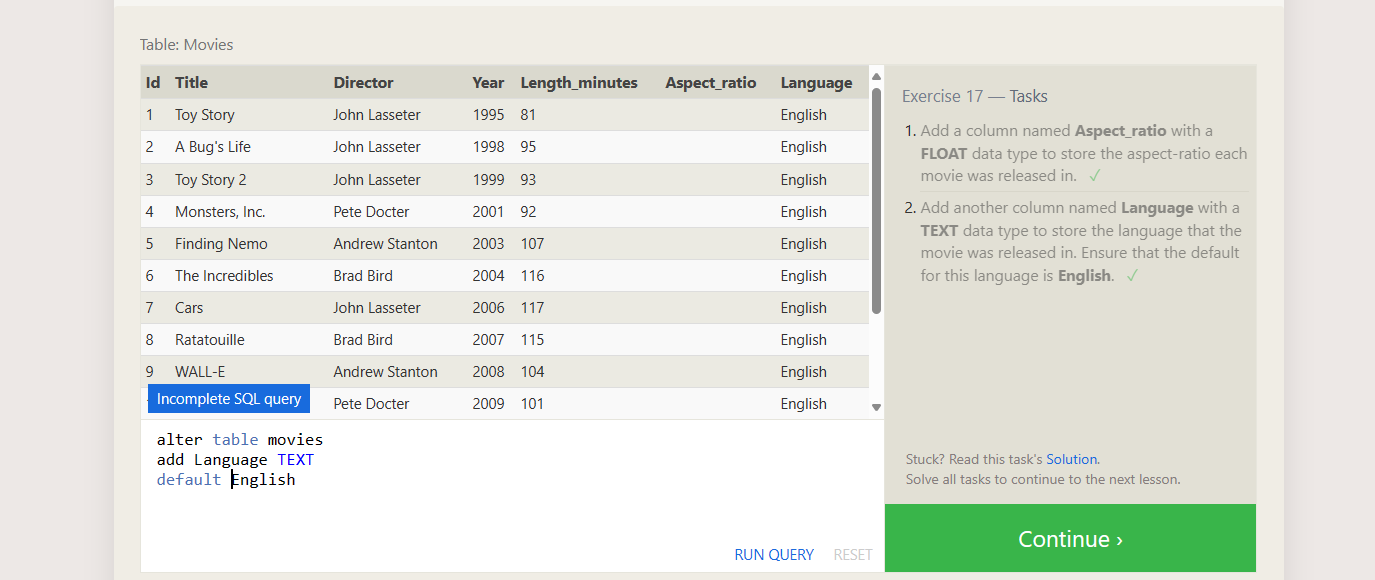 Table: Movies
Id Title Director Year Length_minutes Aspect_ratio Language
1 Toy Story John Lasseter 1995 81 English
2 A Bug's Life John Lasseter 1998 95 English
3 Toy Story 2 John Lasseter 1999 93 English
4 Monsters, Inc. Pete Docter 2001 92 English
5 Finding Nemo Andrew Stanton 2003 107 English
6 The Incredibles Brad Bird 2004 116 English
7 Cars John Lasseter 2006 117 English
8 Ratatouille Brad Bird 2007 115 English
9 WALL-E Andrew Stanton 2008 104 English
Pete Docter 2009 101 English
Incomplete SQL query
alter table movies
add Language TEXT
default English
RUN QUERY RESET
Exercise 17 — Tasks
1. Add a column named Aspect_ratio with a
FLOAT data type to store the aspect-ratio each
movie was released in. ✓
2. Add another column named Language with a
TEXT data type to store the language that the
movie was released in. Ensure that the default
for this language is English. ✓
Stuck? Read this task's Solution.
Solve all tasks to continue to the next lesson.
Continue ›